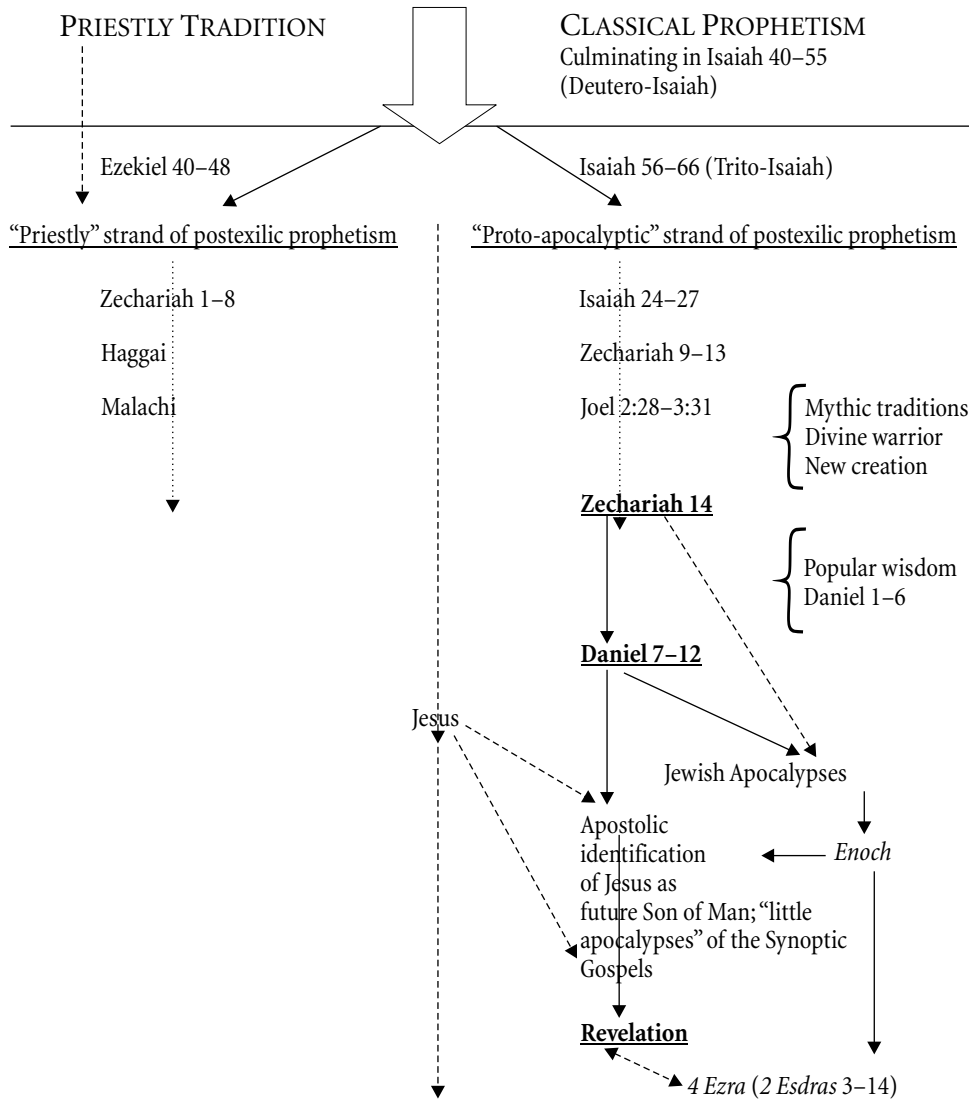 PRIESTLY TRADITION
CLASSICAL PROPHETISM
Culminating in Isaiah 40–55
(Deutero-Isaiah)
Ezekiel 40–48
Isaiah 56–66 (Trito-Isaiah)
“Priestly” strand of postexilic prophetism
“Proto-apocalyptic” strand of postexilic prophetism
Zechariah 1–8
Haggai
Malachi
Isaiah 24–27
Zechariah 9–13
Joel 2:28–3:31
Mythic traditions
Divine warrior
New creation
Zechariah 14
Popular wisdom
Daniel 1–6
Daniel 7–12
Jesus
Jewish Apocalypses
Enoch
Apostolic
identification
of Jesus as
future Son of Man; “little
apocalypses” of the Synoptic
Gospels
Revelation
4 Ezra (2 Esdras 3–14)